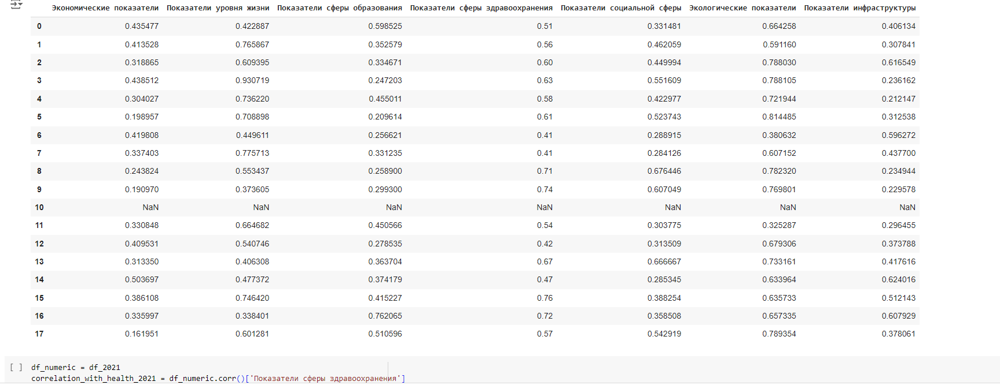 Экономические показатели Показатели уровня жизни Показатели сферы образования Показатели сферы здравоохранения Показатели социальной сферы Экологические показатели Показатели инфраструктуры
0 0.435477 0.422887 0.598525 0.51 0.331481 0.664258 0.406134
1 0.413528 0.765867 0.352579 0.56 0.462059 0.591160 0.307841
2 0.318865 0.609395 0.334671 0.60 0.449994 0.788030 0.616549
3 0.438512 0.930719 0.247203 0.63 0.551609 0.788105 0.236162
4 0.304027 0.736220 0.455011 0.58 0.422977 0.721944 0.212147
5 0.198957 0.708898 0.209614 0.61 0.523743 0.814485 0.312538
6 0.419808 0.449611 0.256621 0.41 0.288915 0.380632 0.596272
7 0.337403 0.775713 0.331235 0.41 0.284126 0.607152 0.437700
8 0.243824 0.553437 0.258900 0.71 0.676446 0.782320 0.234944
9 0.190970 0.373605 0.299300 0.74 0.607049 0.769801 0.229578
10 NaN NaN NaN NaN NaN NaN NaN
11 0.330848 0.664682 0.450566 0.54 0.303775 0.325287 0.296455
12 0.409531 0.540746 0.278535 0.42 0.313509 0.679306 0.373788
13 0.313350 0.406308 0.363704 0.67 0.666667 0.733161 0.417616
14 0.503697 0.477372 0.374179 0.47 0.285345 0.633964 0.624016
15 0.386108 0.746420 0.415227 0.76 0.388254 0.635733 0.512143
16 0.335997 0.338401 0.762065 0.72 0.358508 0.657335 0.607929
17 0.161951 0.601281 0.510596 0.57 0.542919 0.789354 0.378061
[ ] df_numeric = df_2021
correlation_with_health_2021 = df_numeric.corr()['Показатели сферы здравоохранения']